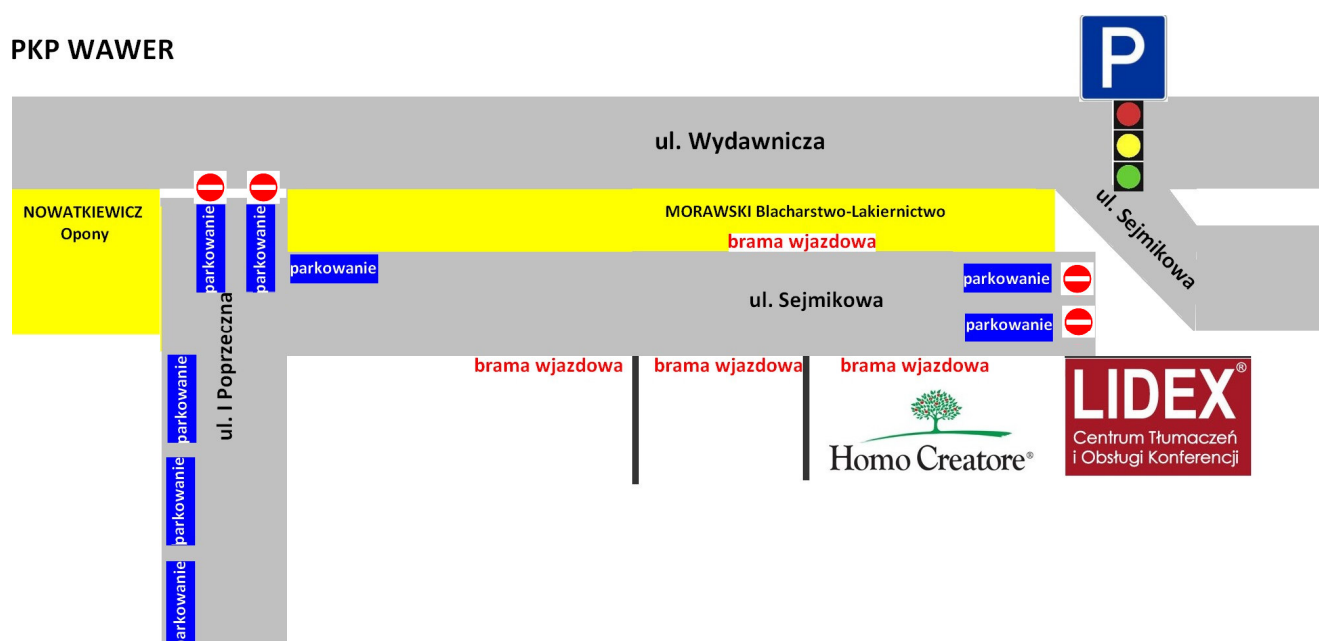 PKP WAWER
P
ul. Wydawnicza
NOWATKIEWICZ
Opony
parkowanie
parkowanie
MORAWSKI Blacharstwo-Lakiernictwo
brama wjazdowa
ul. Sejmikowa
parkowanie
parkowanie
ul. Sejmikowa
parkowanie
ul. I Poprzeczna
brama wjazdowa
brama wjazdowa
brama wjazdowa
parkowanie
parkowanie
parkowanie
Homo Creatore®
LIDEX®
Centrum Tłumaczeń
i Obsługi Konferencji